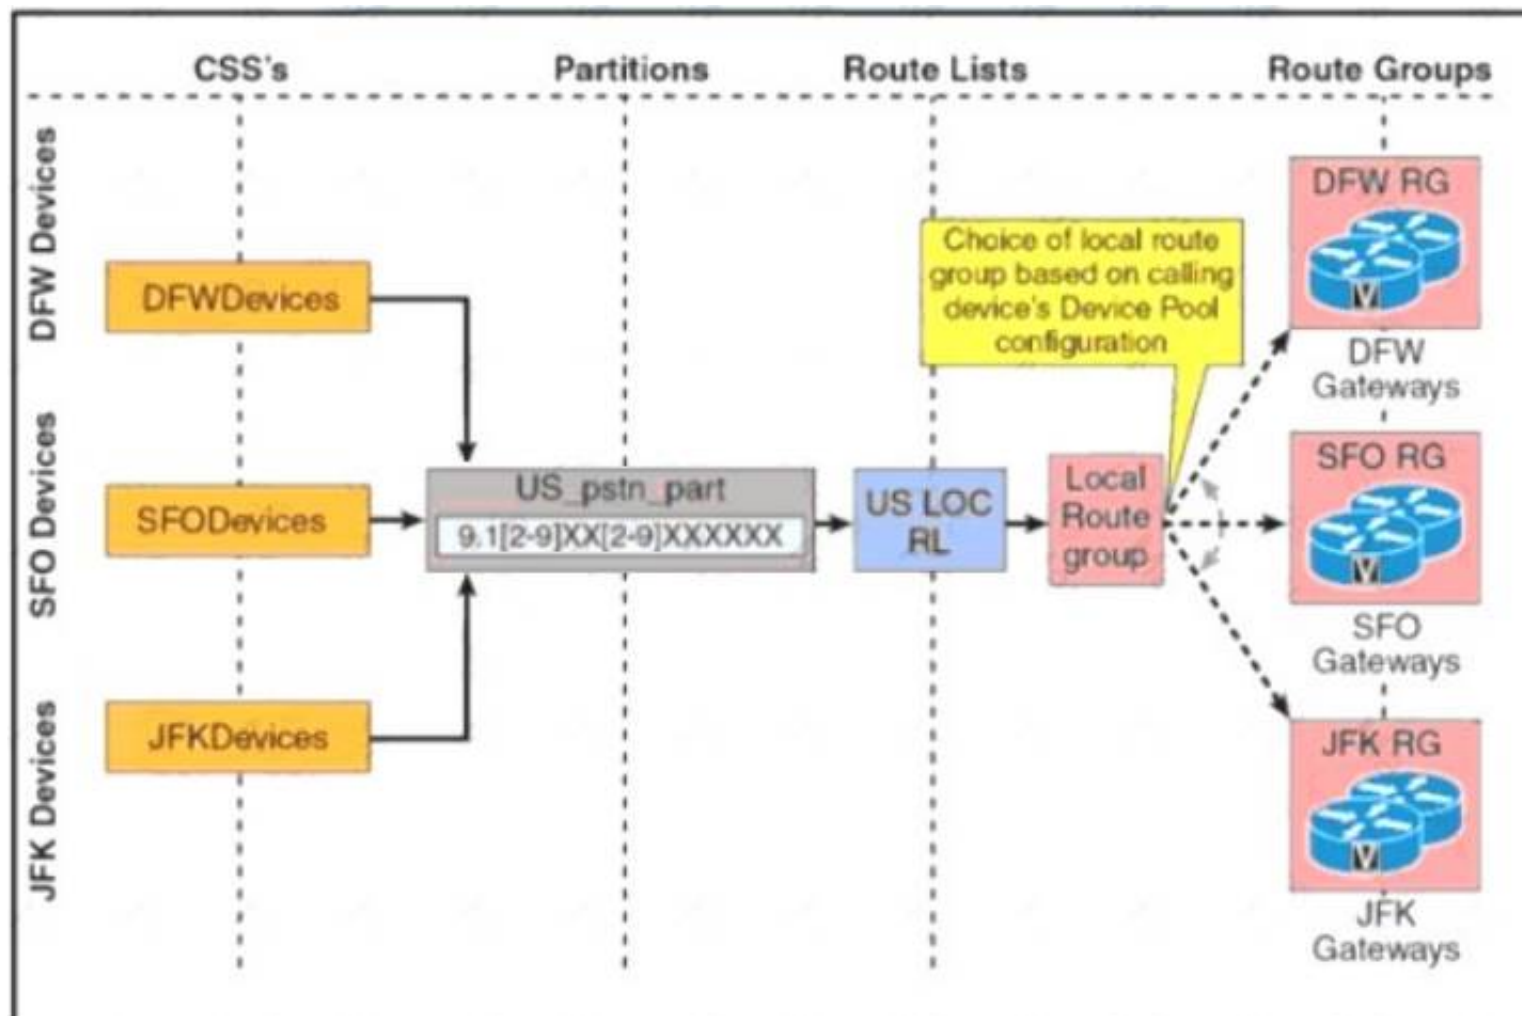 CSS's
Partitions
Route Lists
Route Groups
DFW Devices
SFO Devices
JFK Devices
DFWDevices
SFODevices
JFKDevices
US_pstn_part
9.1[2-9]XX[2-9]XXXXXX
US LOC
RL
Local
Route
group
Choice of local route
group based on calling
device's Device Pool
configuration
DFW RG
V
DFW
Gateways
SFO RG
V
SFO
Gateways
JFK RG
V
JFK
Gateways